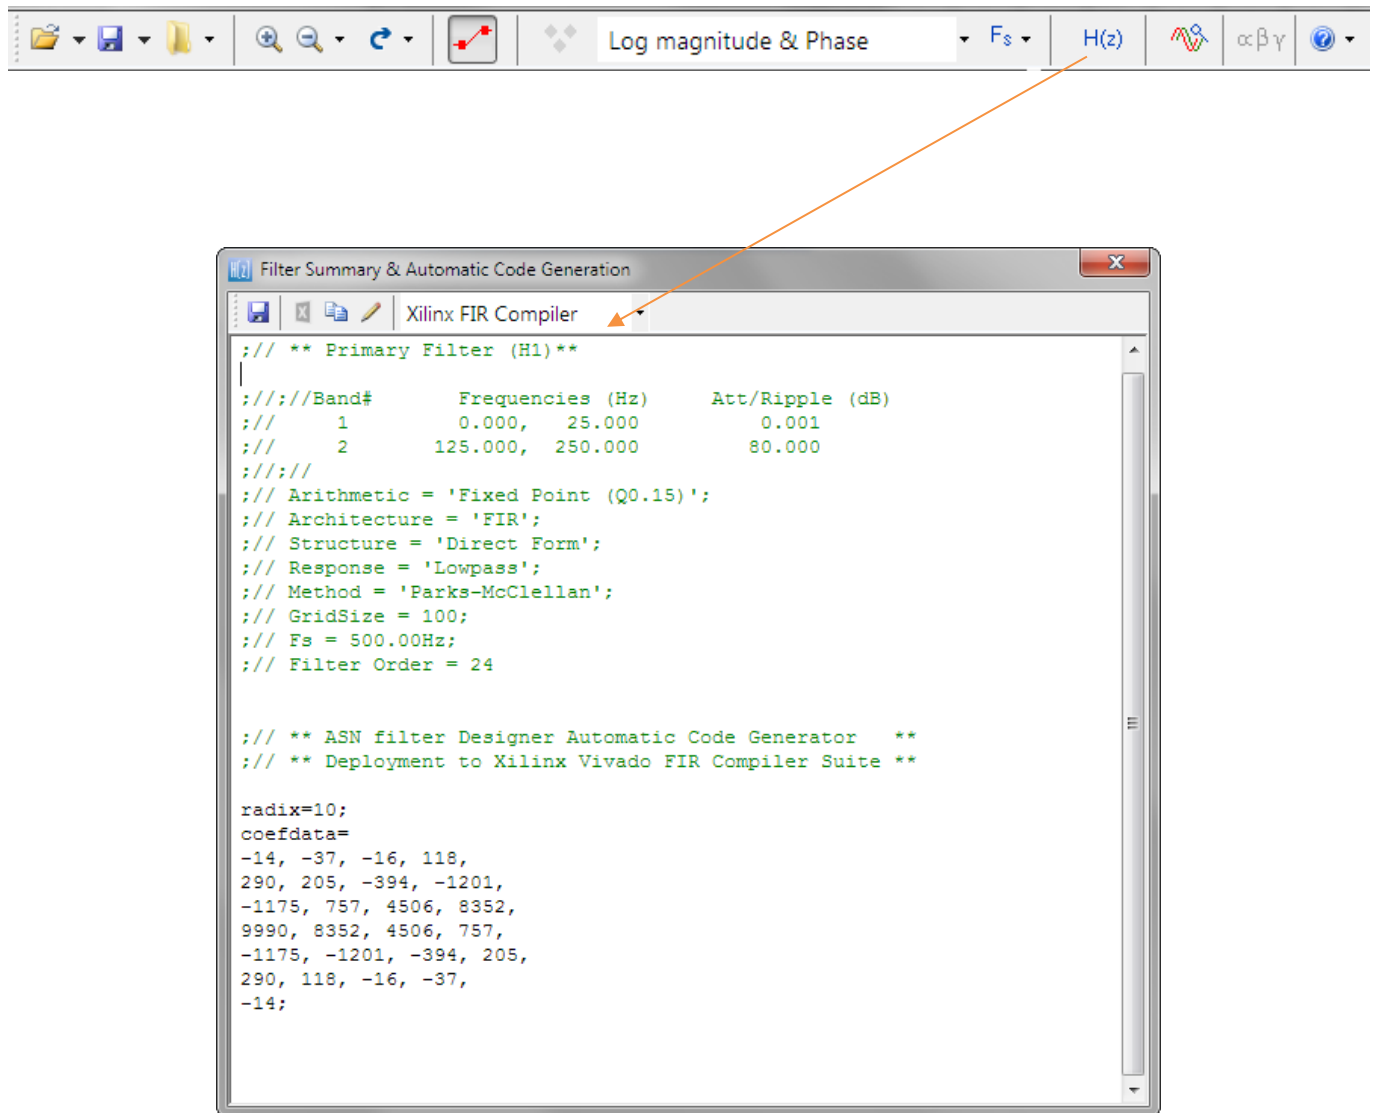 Log magnitude & Phase Fs H(z) αβγ
H(z) Filter Summary & Automatic Code Generation
Xilinx FIR Compiler
;// ** Primary Filter (H1)**
;//;//Band# Frequencies (Hz) Att/Ripple (dB)
;// 1 0.000, 25.000 0.001
;// 2 125.000, 250.000 80.000
;//;//
;// Arithmetic = 'Fixed Point (Q0.15)';
;// Architecture = 'FIR';
;// Structure = 'Direct Form';
;// Response = 'Lowpass';
;// Method = 'Parks-McClellan';
;// GridSize = 100;
;// Fs = 500.00Hz;
;// Filter Order = 24
;// ** ASN filter Designer Automatic Code Generator **
;// ** Deployment to Xilinx Vivado FIR Compiler Suite **
radix=10;
coefdata=
-14, -37, -16, 118,
290, 205, -394, -1201,
-1175, 757, 4506, 8352,
9990, 8352, 4506, 757,
-1175, -1201, -394, 205,
290, 118, -16, -37,
-14;